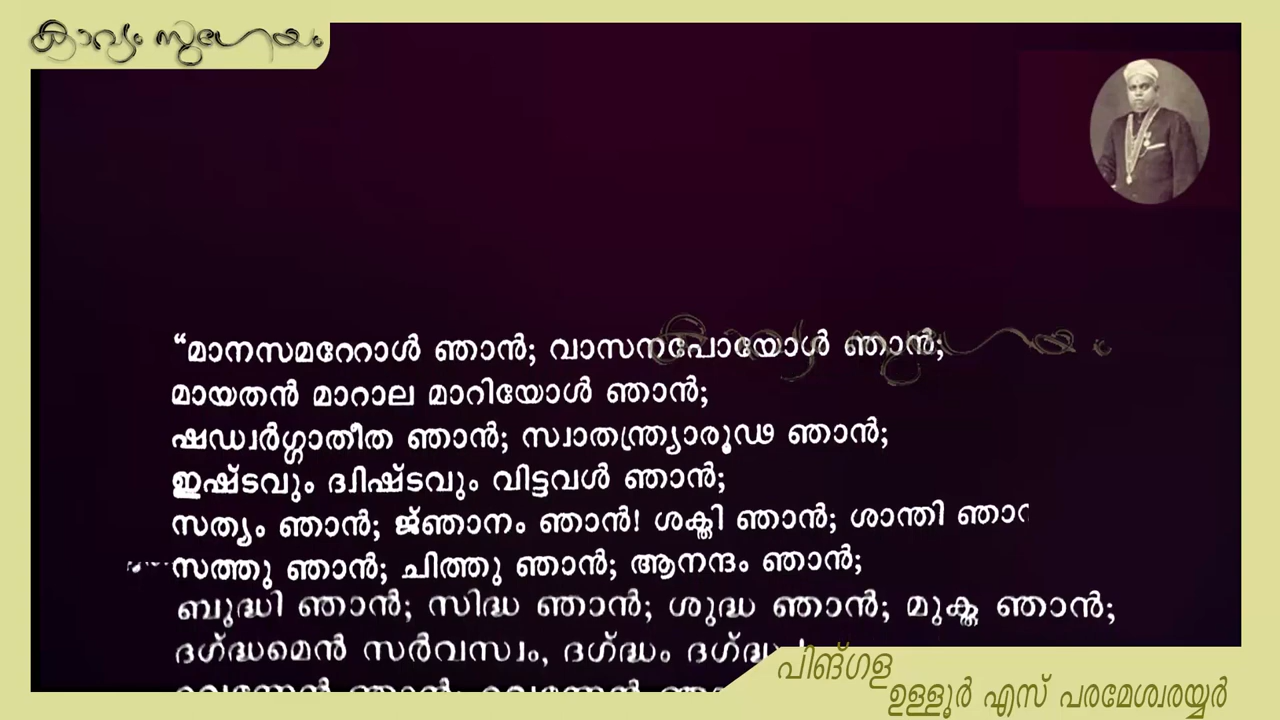 കാവ്യം സുഗേയം
“മാനസമറ്റോൾ ഞാൻ; വാസനപോയോൾ ഞാൻ;
മായതൻ മാറാല മാറിയോൾ ഞാൻ;
ഷഡ്വർഗ്ഗാതീത ഞാൻ; സ്വാതന്ത്ര്യാരൂഢ ഞാൻ;
ഇഷ്ടവും ദ്വിഷ്ടവും വിട്ടവൾ ഞാൻ;
സത്യം ഞാൻ; ജ്ഞാനം ഞാൻ! ശക്തി ഞാൻ; ശാന്തി
സത്തു ഞാൻ; ചിത്തു ഞാൻ; ആനന്ദം ഞാൻ;
ബുദ്ധി ഞാൻ; സിദ്ധ ഞാൻ; ശുദ്ധ ഞാൻ; മുക്ത ഞാൻ;
ദഗ്ദ്ധമെൻ സർവസ്വം, ദഗ്ദ്ധം
പിങ്ഗള
ഉള്ളൂർ എസ് പരമേശ്വരയ്യർ